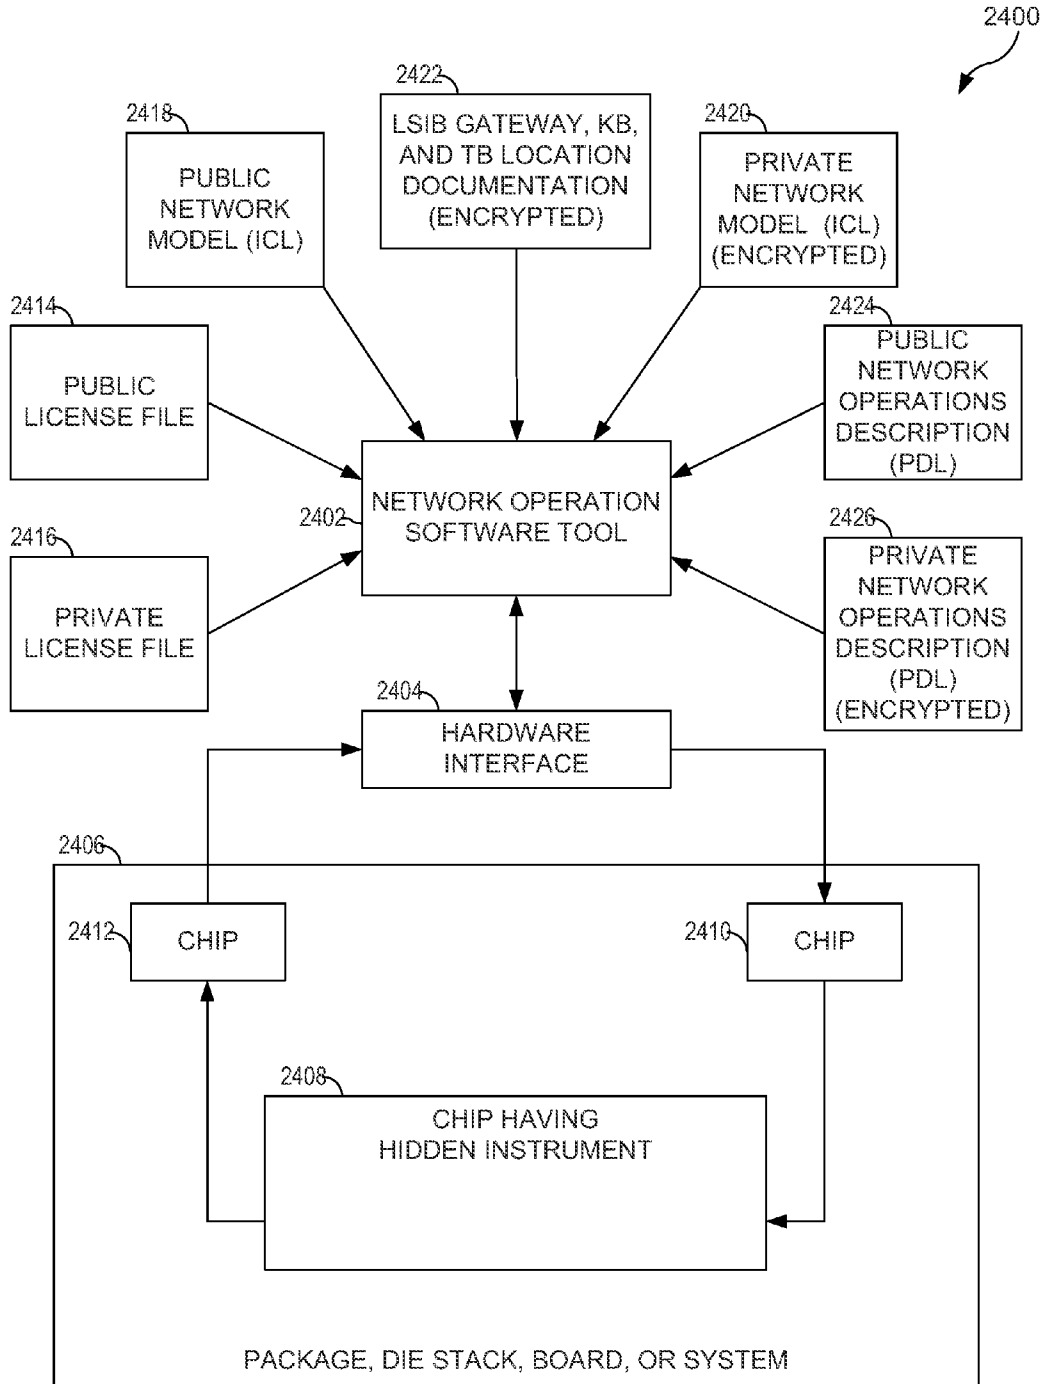 2400
2422
LSIB GATEWAY, KB,
AND TB LOCATION
DOCUMENTATION
(ENCRYPTED)
2418
PUBLIC
NETWORK
MODEL (ICL)
2420
PRIVATE
NETWORK
MODEL (ICL)
(ENCRYPTED)
2414
PUBLIC
LICENSE FILE
2424
PUBLIC
NETWORK
OPERATIONS
DESCRIPTION
(PDL)
2402
NETWORK OPERATION
SOFTWARE TOOL
2416
PRIVATE
LICENSE FILE
2426
PRIVATE
NETWORK
OPERATIONS
DESCRIPTION
(PDL)
(ENCRYPTED)
2404
HARDWARE
INTERFACE
2406
2412
CHIP
2410
CHIP
2408
CHIP HAVING
HIDDEN INSTRUMENT
PACKAGE, DIE STACK, BOARD, OR SYSTEM